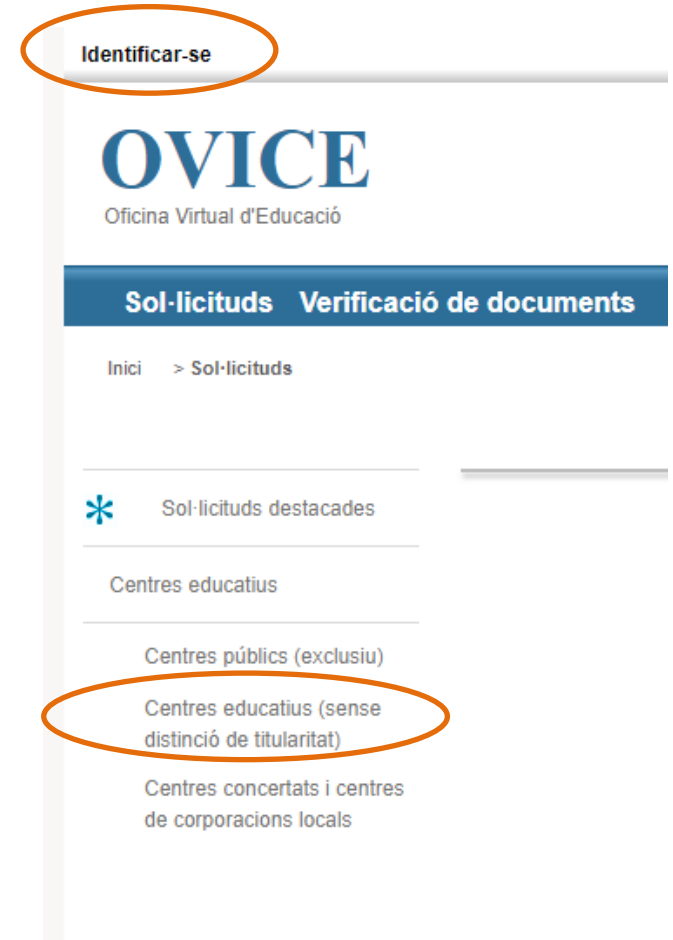 Identificar-se
OVICE
Oficina Virtual d'Educació
Sol·licituds Verificació de documents
Inici > Sol·licituds
Sol·licituds destacades
Centres educatius
Centres públics (exclusiu)
Centres educatius (sense
distinció de titularitat)
Centres concertats i centres
de corporacions locals